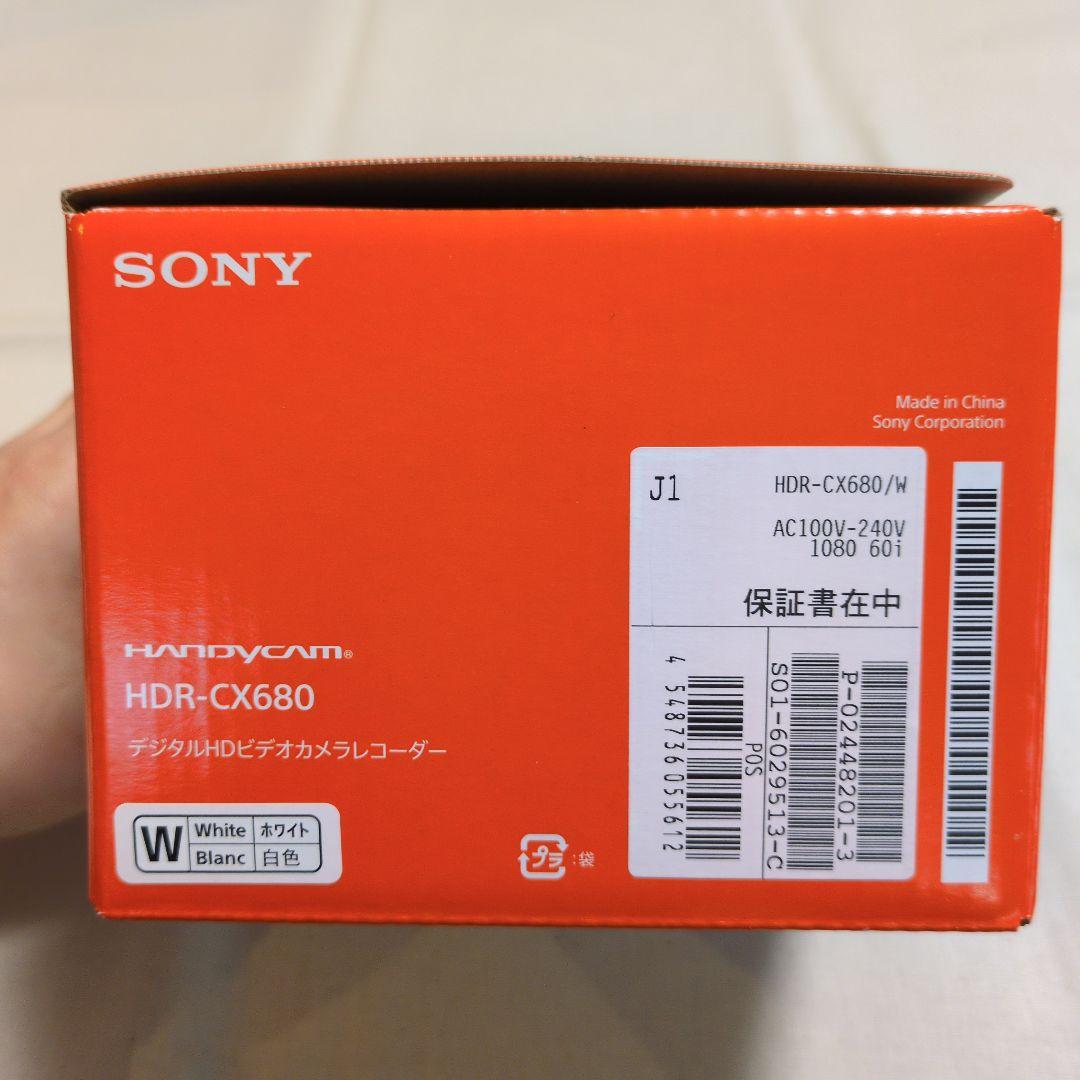 SONY
Made in China
Sony Corporation
J1
HDR-CX680/W
AC100V-240V
1080 60i
保証書在中
HANDYCAM®
HDR-CX680
デジタルHDビデオカメラレコーダー
W
White ホワイト
Blanc 白色
プラ :袋
4 548736 055612
POS
S01-6029513-C
P-02448201-3